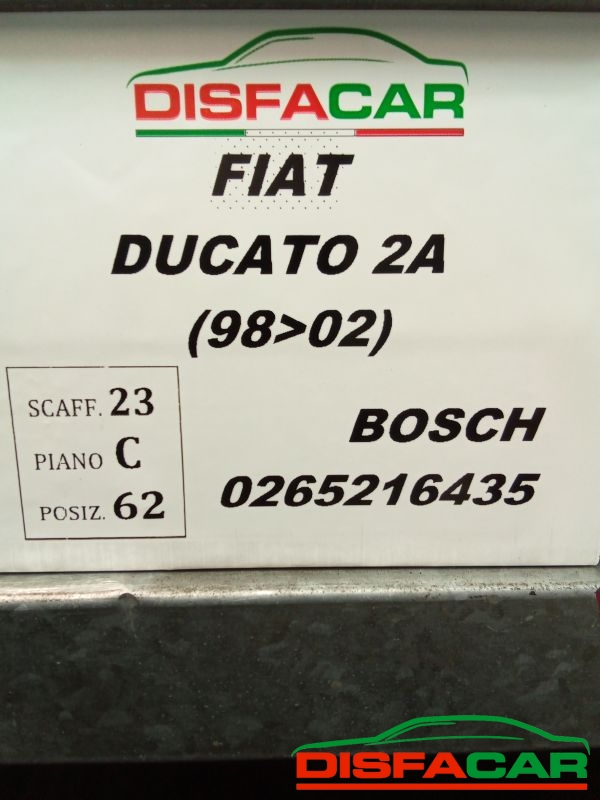 DISFACAR
FIAT
DUCATO 2A
(98>02)
SCAFF. 23
PIANO C
POSIZ. 62
BOSCH
0265216435
DISFACAR